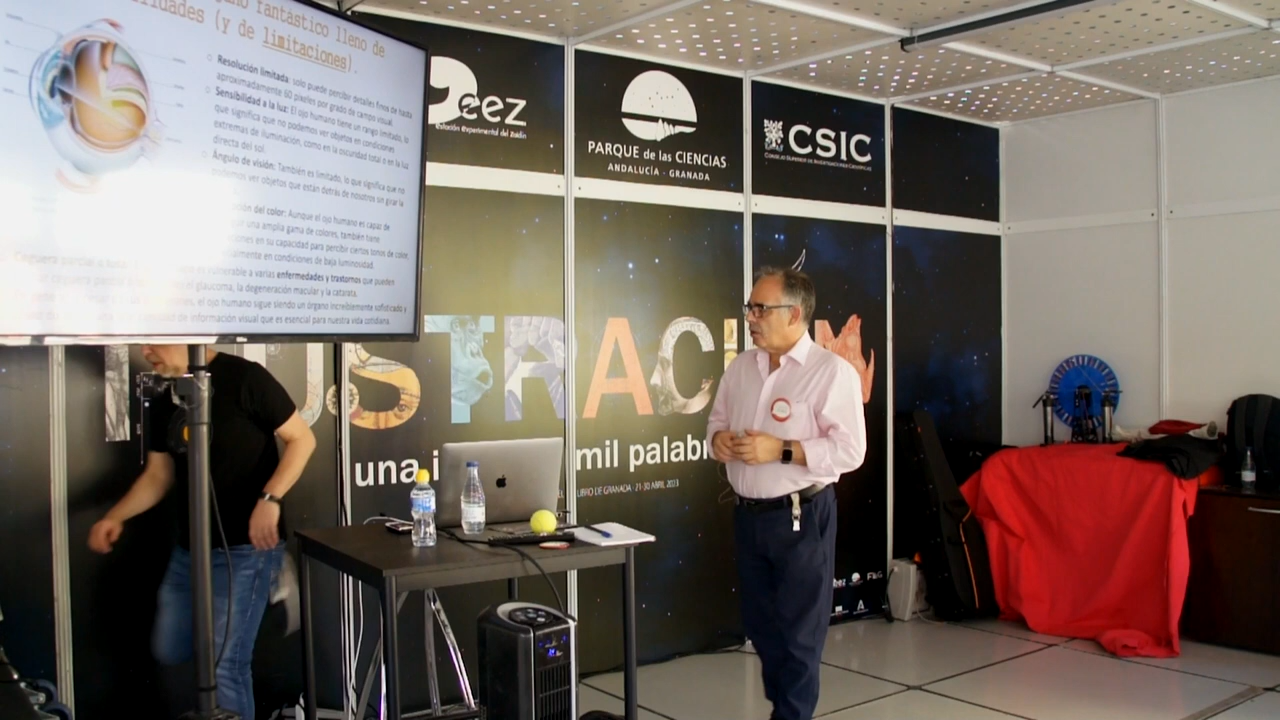 fantástico lleno de
(y de limitaciones).
Resolución limitada: solo puede percibir detalles finos de hasta
aproximadamente 60 píxeles por grado de campo visual.
Sensibilidad a la luz: El ojo humano tiene un rango limitado, lo
que significa que no podemos ver objetos en condiciones
extremas de iluminación, como en la oscuridad total o en la luz
directa del sol.
Ángulo de visión: También es limitado, lo que significa que no
podemos ver objetos que están detrás de nosotros sin girar la
del color: Aunque el ojo humano es capaz de
una amplia gama de colores, también tiene
en su capacidad para percibir ciertos tonos de color,
en condiciones de baja luminosidad.
vulnerable a varias enfermedades y trastornos que pueden
el glaucoma, la degeneración macular y la catarata.
el ojo humano sigue siendo un órgano increíblemente sofisticado y
de información visual que es esencial para nuestra vida cotidiana.
eez
Estación Experimental del Zaidín
PARQUE de las CIENCIAS
ANDALUCÍA · GRANADA
CSIC
CONSEJO SUPERIOR DE INVESTIGACIONES CIENTÍFICAS
USTRACI M
una
mil palabr
LIBRO DE GRANADA · 21-30 ABRIL 2023